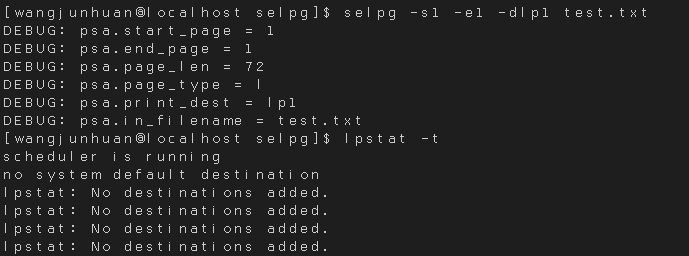 [wangjunhuan@localhost selpg]$ selpg -s1 -e1 -dlp1 test.txt
DEBUG: psa.start_page = 1
DEBUG: psa.end_page = 1
DEBUG: psa.page_len = 72
DEBUG: psa.page_type = l
DEBUG: psa.print_dest = lp1
DEBUG: psa.in_filename = test.txt
[wangjunhuan@localhost selpg]$ lpstat -t
scheduler is running
no system default destination
lpstat: No destinations added.
lpstat: No destinations added.
lpstat: No destinations added.
lpstat: No destinations added.